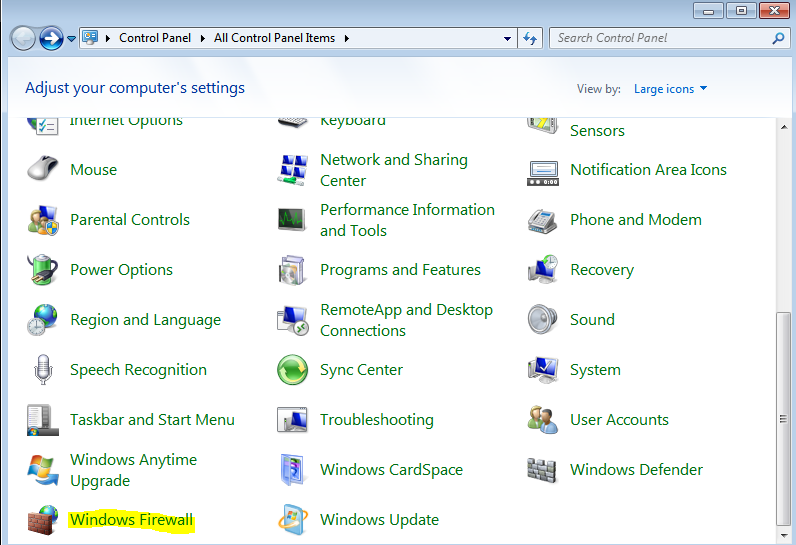 Control Panel
All Control Panel Items
Search Control Panel
Adjust your computer's settings
View by:
Large icons
Internet Options
Keyboard
Sensors
Mouse
Network and Sharing
Center
Notification Area Icons
Parental Controls
Performance Information
and Tools
Phone and Modem
Power Options
Programs and Features
Recovery
Region and Language
RemoteApp and Desktop
Connections
Sound
Speech Recognition
Sync Center
System
Taskbar and Start Menu
Troubleshooting
User Accounts
Windows Anytime
Upgrade
Windows CardSpace
Windows Defender
Windows Firewall
Windows Update